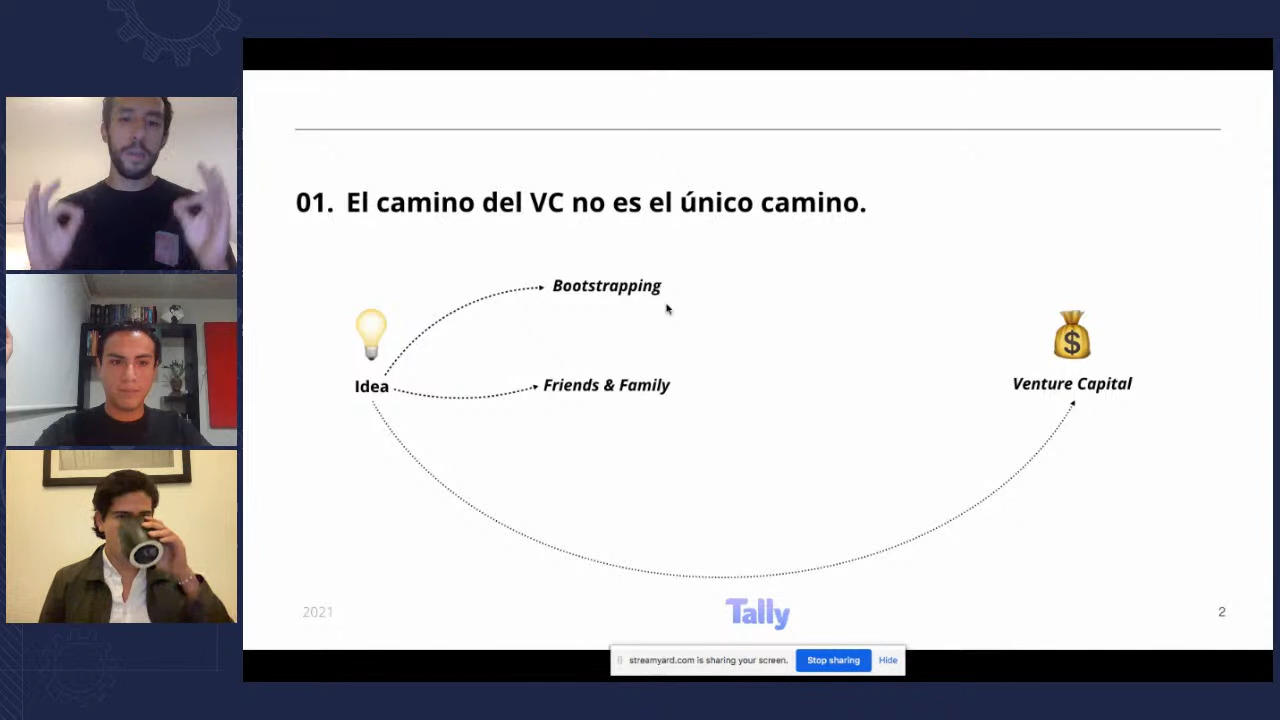 01. El camino del VC no es el único camino.
Bootstrapping
Idea
Friends & Family
$
Venture Capital
2021
Tally
2
streamyard.com is sharing your screen.
Stop sharing
Hide